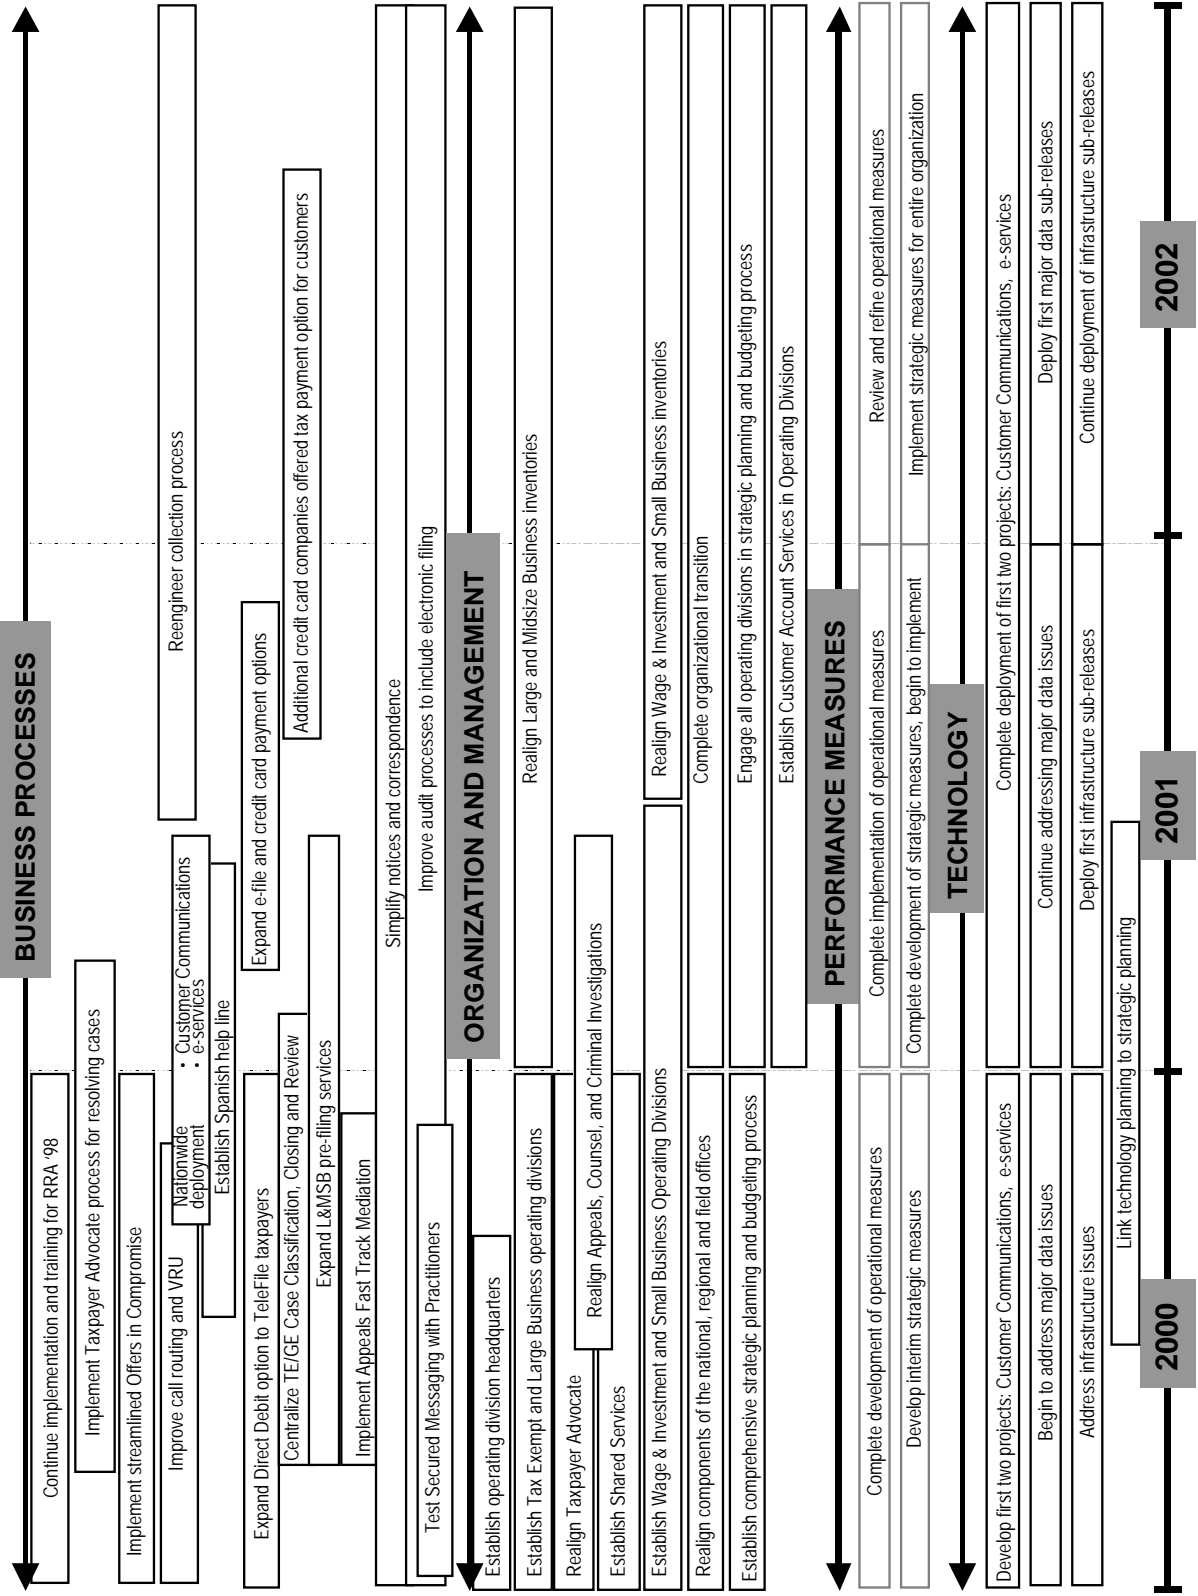 BUSINESS PROCESSES
Continue implementation and training for RRA ‘98
Implement Taxpayer Advocate process for resolving cases
Implement streamlined Offers in Compromise
Reengineer collection process
Improve call routing and VRU
Nationwide
deployment
• Customer Communications
• e-services
Establish Spanish help line
Expand Direct Debit option to TeleFile taxpayers
Expand e-file and credit card payment options
Centralize TE/GE Case Classification, Closing and Review
Additional credit card companies offered tax payment option for customers
Expand L&MSB pre-filing services
Implement Appeals Fast Track Mediation
Simplify notices and correspondence
Improve audit processes to include electronic filing
Test Secured Messaging with Practitioners
ORGANIZATION AND MANAGEMENT
Establish operating division headquarters
Establish Tax Exempt and Large Business operating divisions
Realign Large and Midsize Business inventories
Realign Taxpayer Advocate
Realign Appeals, Counsel, and Criminal Investigations
Establish Shared Services
Establish Wage & Investment and Small Business Operating Divisions
Realign Wage & Investment and Small Business inventories
Realign components of the national, regional and field offices
Complete organizational transition
Establish comprehensive strategic planning and budgeting process
Engage all operating divisions in strategic planning and budgeting process
Establish Customer Account Services in Operating Divisions
PERFORMANCE MEASURES
Complete development of operational measures
Complete implementation of operational measures
Review and refine operational measures
Develop interim strategic measures
Complete development of strategic measures, begin to implement
Implement strategic measures for entire organization
TECHNOLOGY
Develop first two projects: Customer Communications, e-services
Complete deployment of first two projects: Customer Communications, e-services
Begin to address major data issues
Continue addressing major data issues
Deploy first major data sub-releases
Address infrastructure issues
Deploy first infrastructure sub-releases
Continue deployment of infrastructure sub-releases
Link technology planning to strategic planning
2000
2001
2002